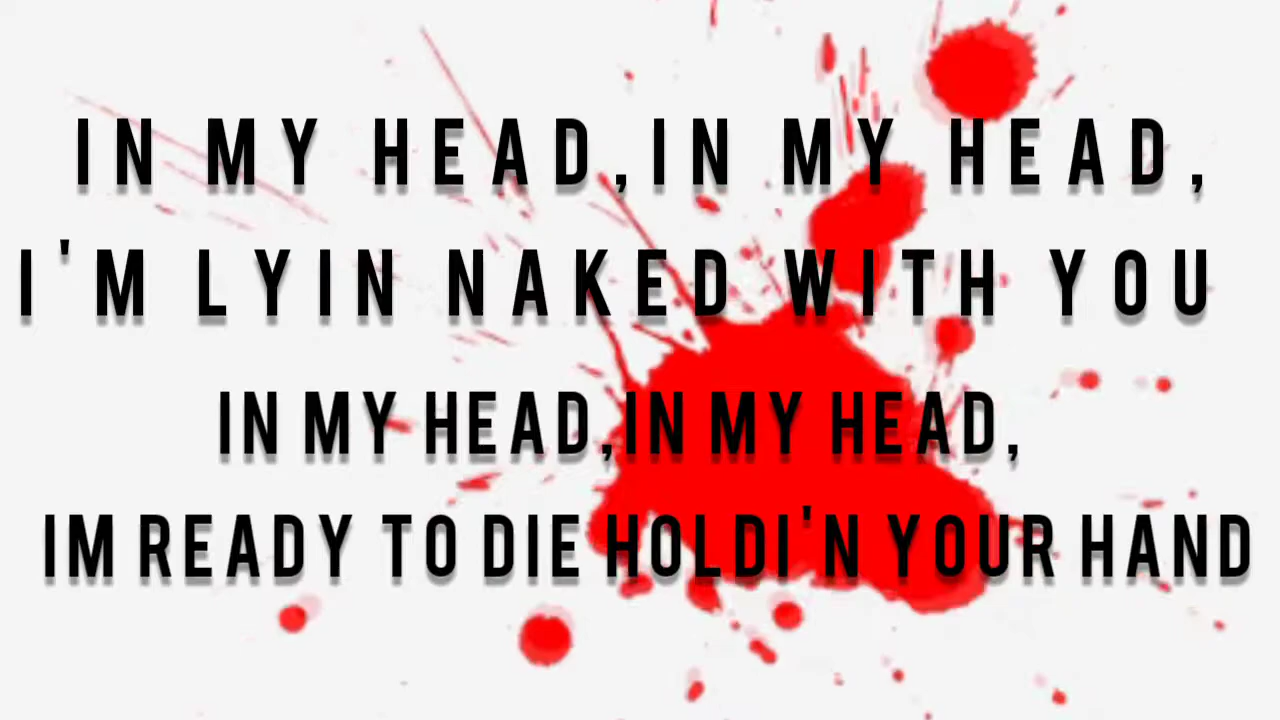 IN MY HEAD,IN MY HEAD,
I'M LYIN NAKED WITH YOU
IN MY HEAD,IN MY HEAD,
IM READY TO DIE HOLDI'N YOUR HAND